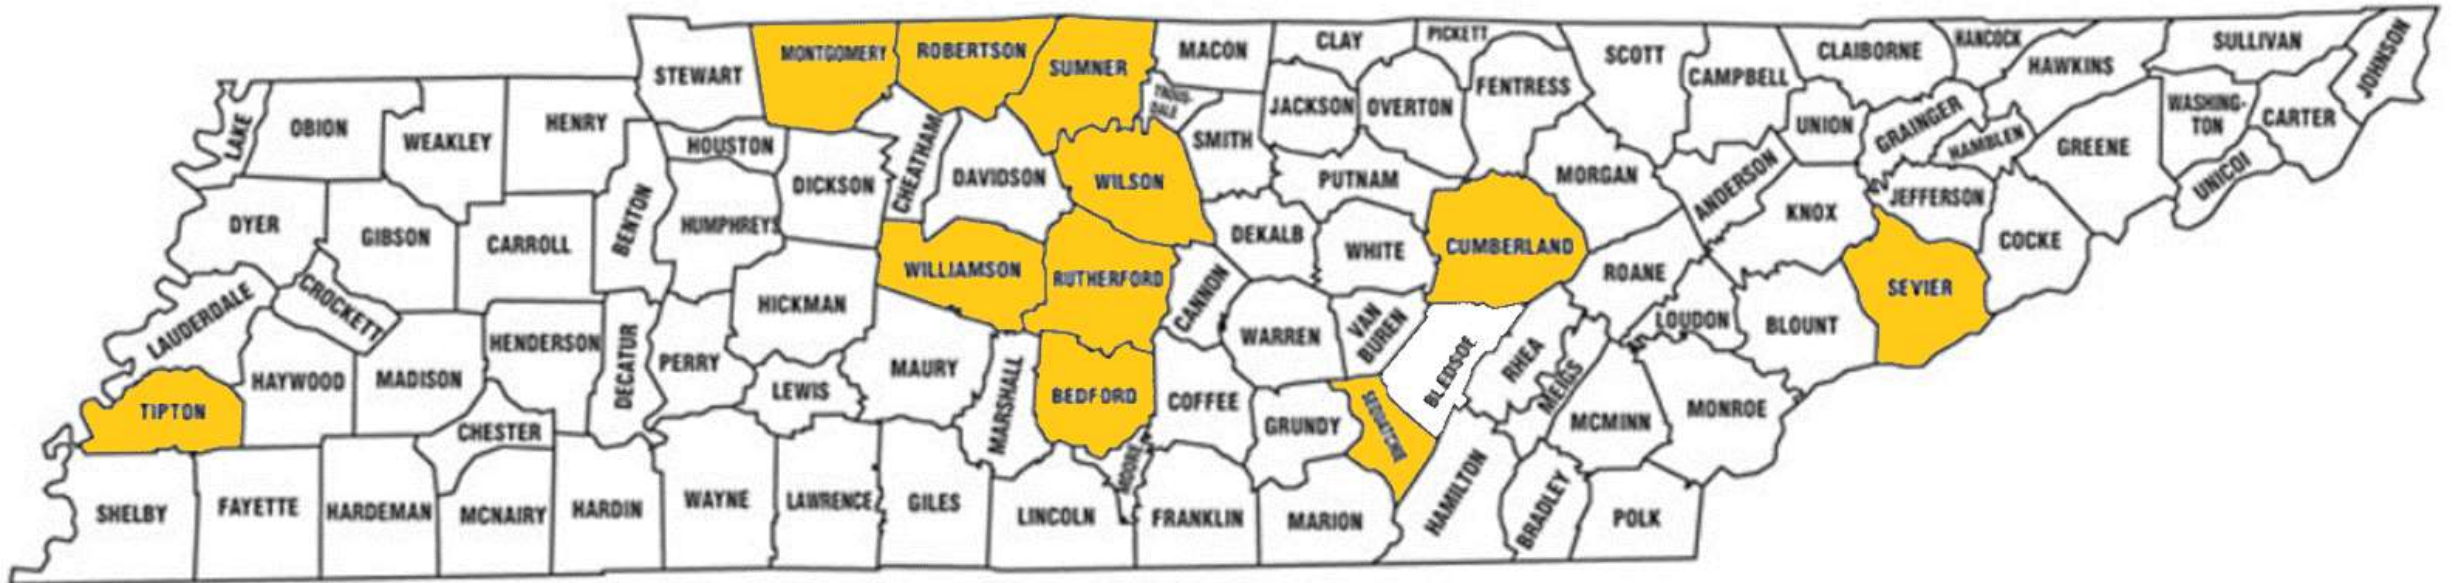 MONTGOMERY
ROBERTSON
SUMNER
MACON
CLAY
PICKETT
SCOTT
CLAIBORNE
HANCOCK
HAWKINS
SULLIVAN
JOHNSON
STEWART
CAMPBELL
FENTRESS
LAKE
OBION
WEAKLEY
HENRY
HOUSTON
CHEATHAM
TROUS-
DALE
SMITH
JACKSON
OVERTON
UNION
GRAINGER
HAMBLEN
GREENE
WASHING-
TON
CARTER
UNICOI
DICKSON
DAVIDSON
WILSON
PUTNAM
MORGAN
ANDERSON
JEFFERSON
DYER
GIBSON
CARROLL
BENTON
HUMPHREYS
DEKALB
WHITE
CUMBERLAND
KNOX
COCKE
WILLIAMSON
RUTHERFORD
CANNON
ROANE
SEVIER
LAUDERDALE
CROCKETT
HENDERSON
DECATUR
HICKMAN
WARREN
VAN
BUREN
BLEDSOE
RHEA
MEIGS
LOUDON
BLOUNT
TIPTON
HAYWOOD
MADISON
PERRY
LEWIS
MAURY
MARSHALL
BEDFORD
COFFEE
GRUNDY
SEQUATCHIE
MCMINN
MONROE
CHESTER
SHELBY
FAYETTE
HARDEMAN
MCNAIRY
HARDIN
WAYNE
LAWRENCE
GILES
LINCOLN
MOORE
FRANKLIN
MARION
HAMILTON
BRADLEY
POLK